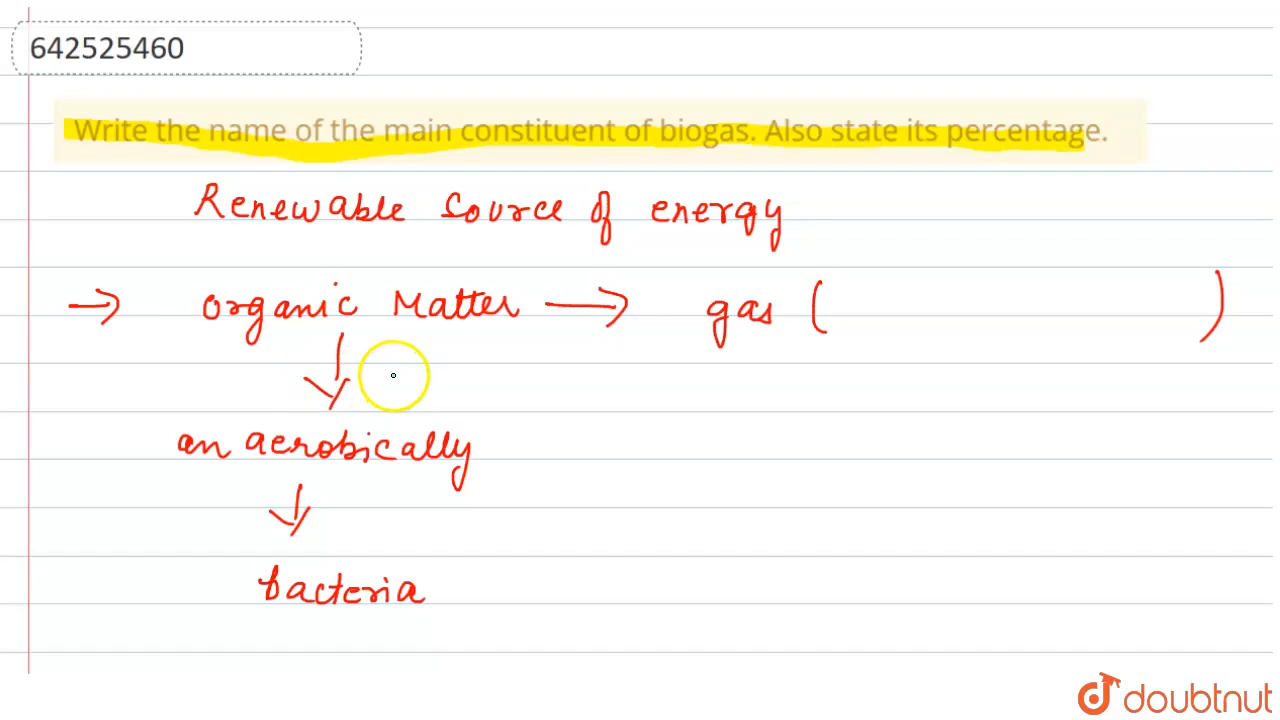 642525460
Write the name of the main constituent of biogas. Also state its percentage.
Renewable source of energy
→ organic Matter → gas ( )
an aerobically
bacteria
doubtnut